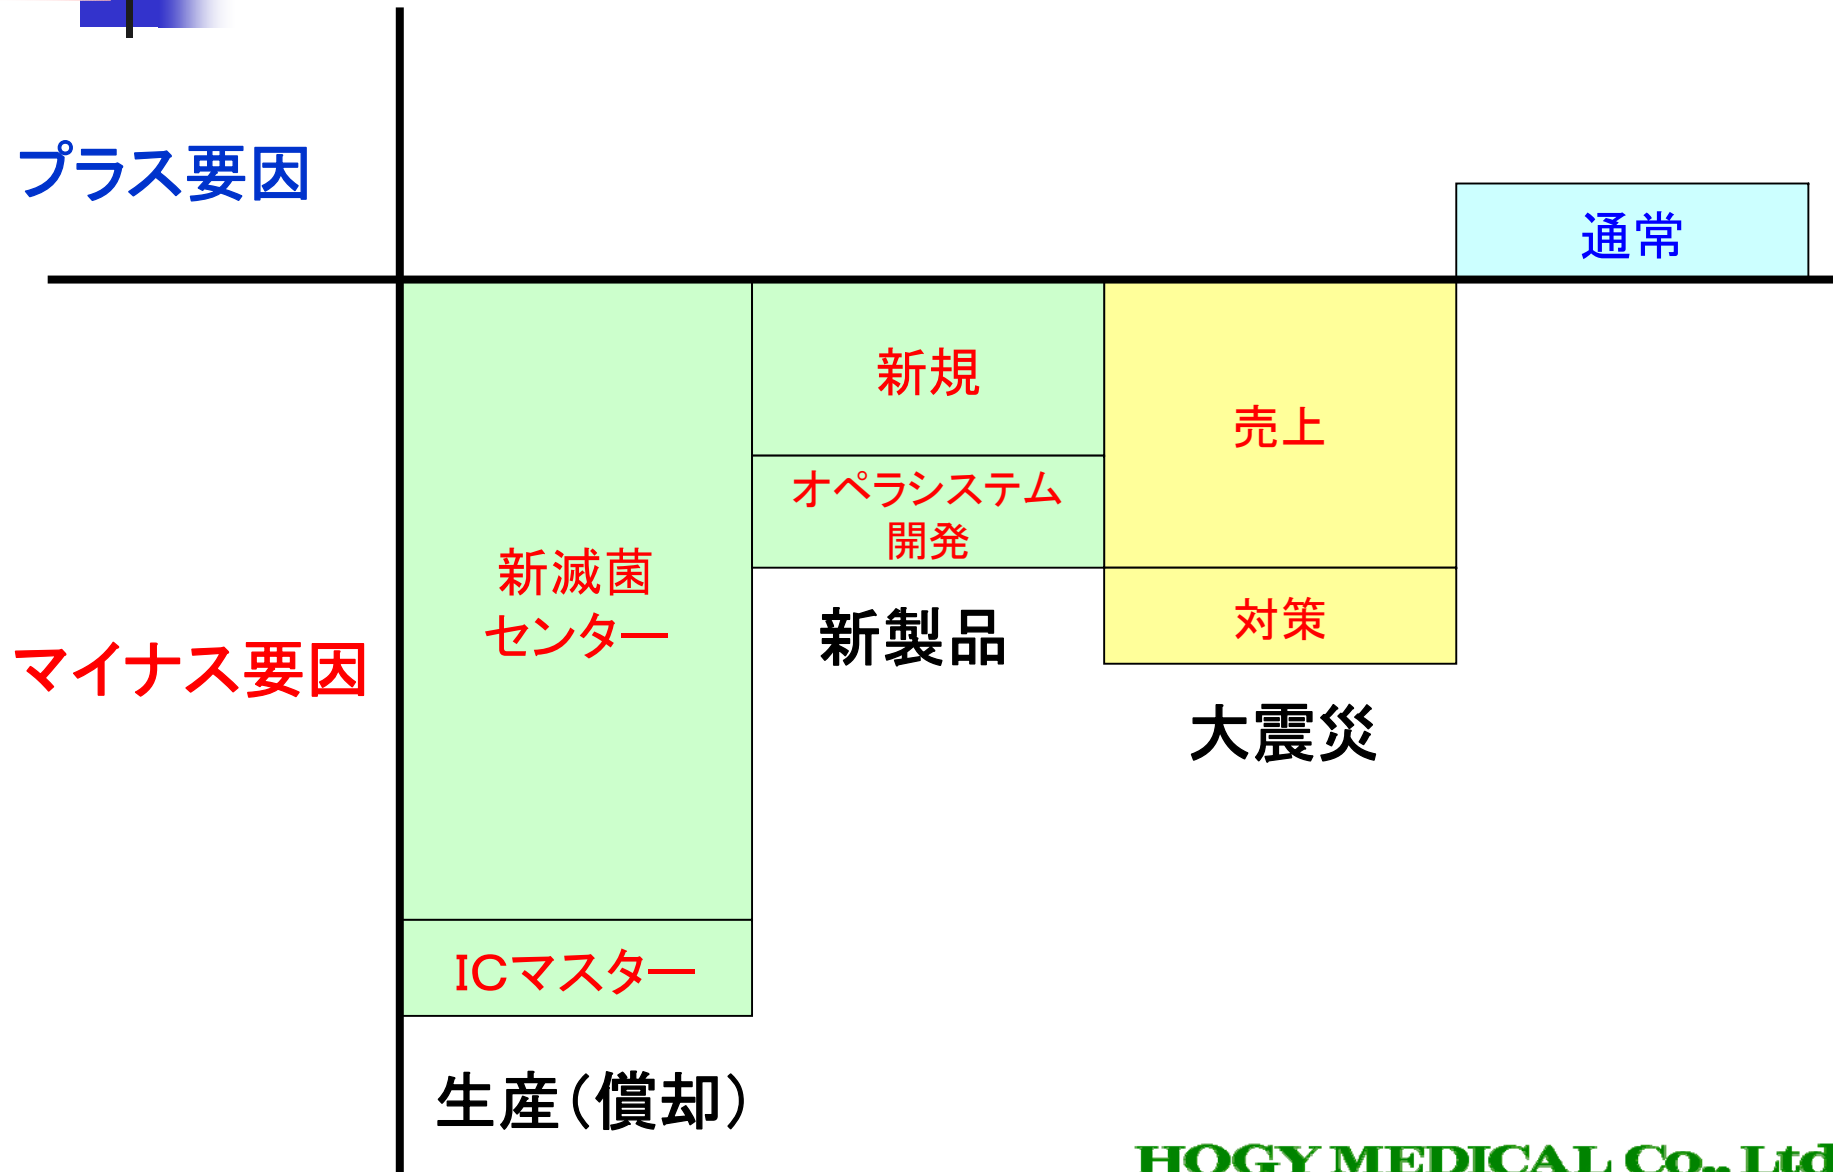 プラス要因
通常
新規
売上
オペラシステム
開発
新滅菌
センター
対策
新製品
マイナス要因
大震災
ICマスター
生産(償却)
HOGY MEDICAL Co., Ltd